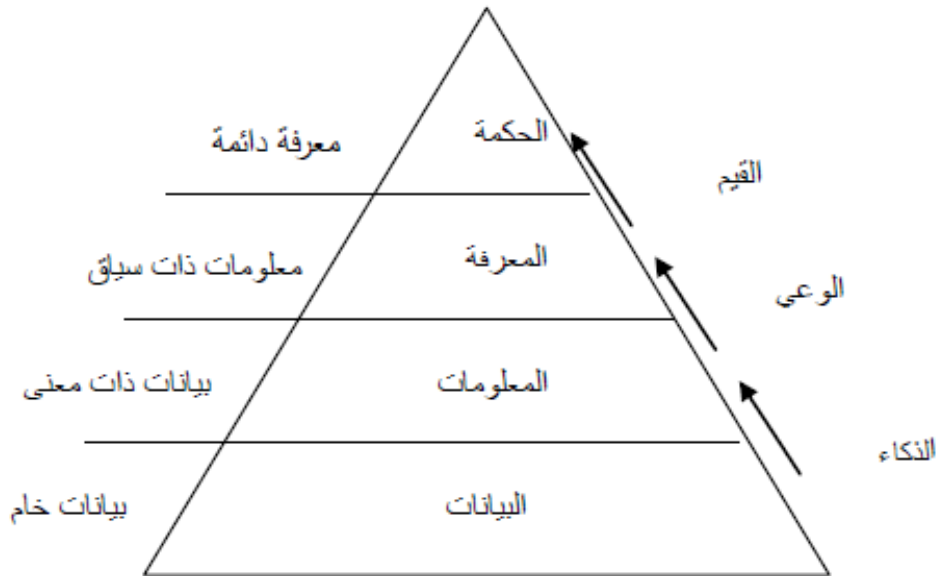 الحكمة
معرفة دائمة
القيم
المعرفة
معلومات ذات سياق
الوعي
المعلومات
بيانات ذات معنى
الذكاء
البيانات
بيانات خام